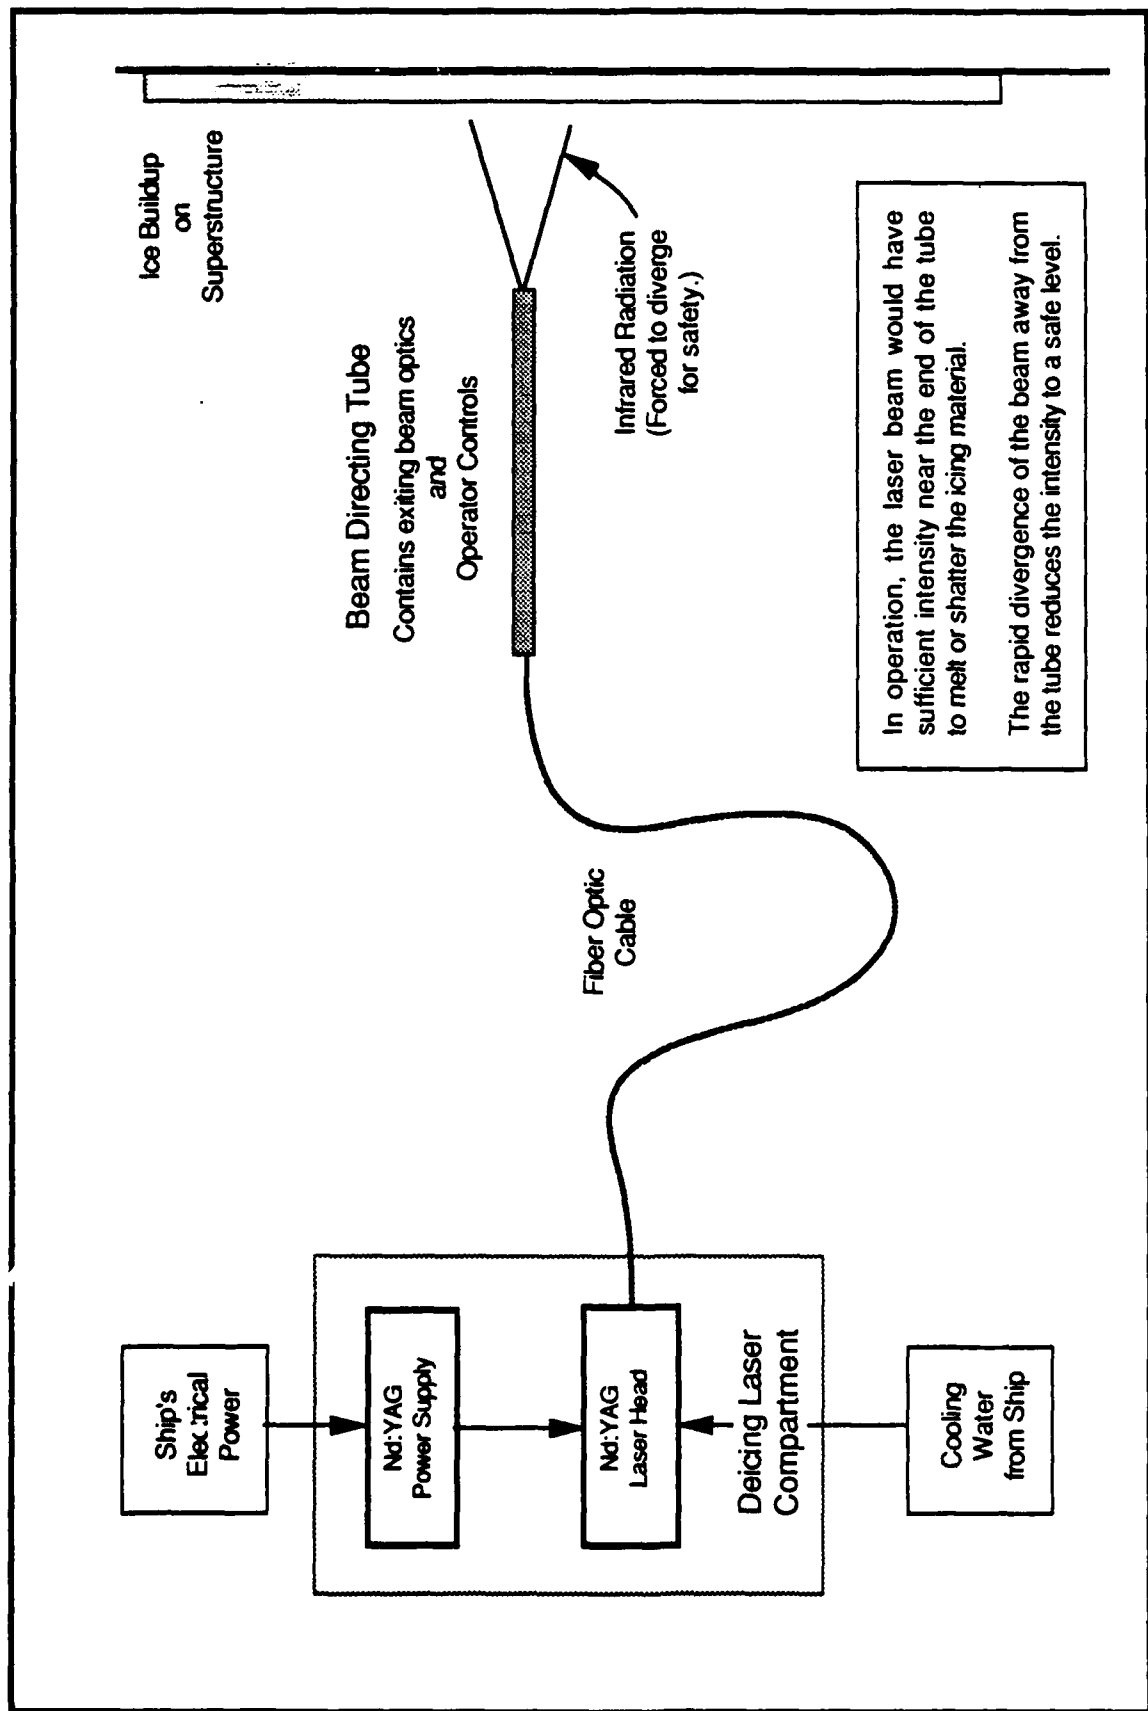 Ship's
Electrical
Power
Nd:YAG
Power Supply
Nd:YAG
Laser Head
Deicing Laser
Compartment
Cooling
Water
from Ship
Fiber Optic
Cable
Beam Directing Tube
Contains exiting beam optics
and
Operator Controls
Ice Buildup
on
Superstructure
Infrared Radiation
(Forced to diverge
for safety.)
In operation, the laser beam would have
sufficient intensity near the end of the tube
to melt or shatter the icing material.
The rapid divergence of the beam away from
the tube reduces the intensity to a safe level.